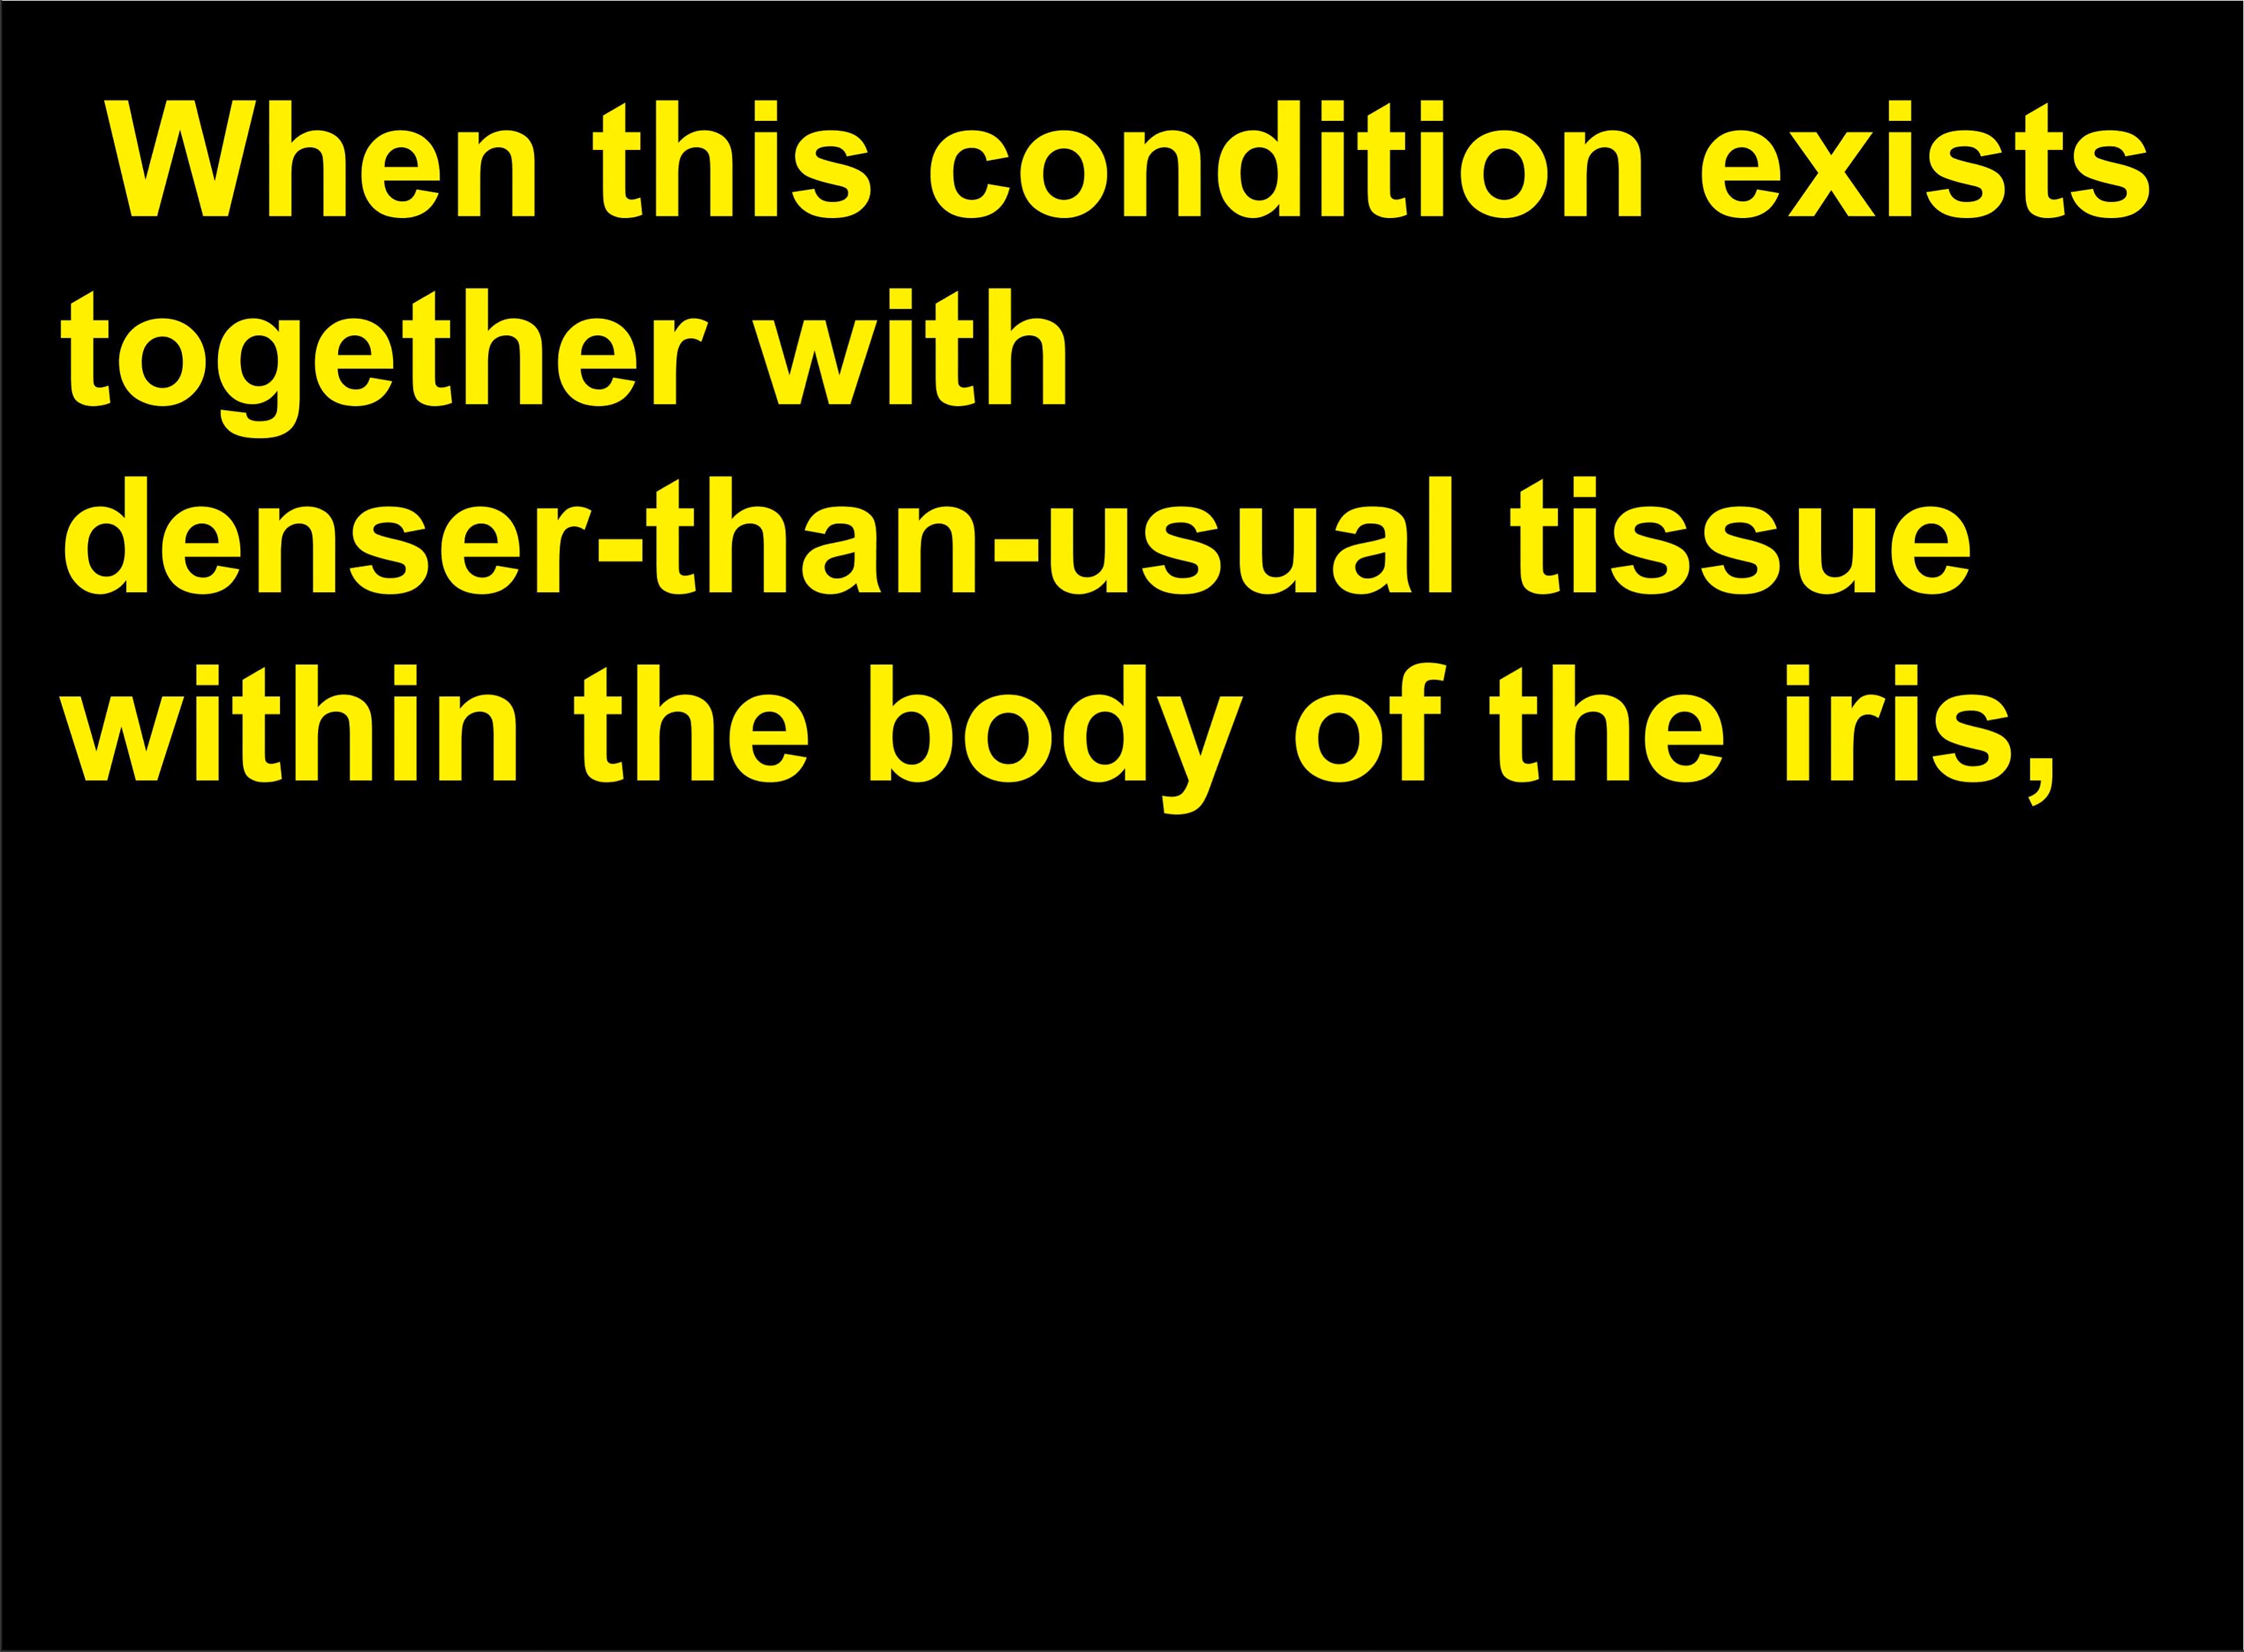 When this condition exists
together with
denser-than-usual tissue
within the body of the iris,